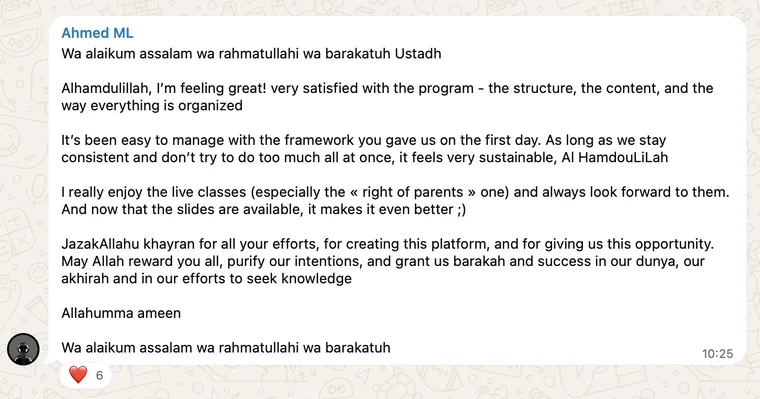 Ahmed ML
Wa alaikum assalam wa rahmatullahi wa barakatuh Ustadh
Alhamdulillah, I'm feeling great! very satisfied with the program - the structure, the content, and the
way everything is organized
It's been easy to manage with the framework you gave us on the first day. As long as we stay
consistent and don't try to do too much all at once, it feels very sustainable, Al HamdouLiLah
I really enjoy the live classes (especially the « right of parents » one) and always look forward to them.
And now that the slides are available, it makes it even better ;)
JazakAllahu khayran for all your efforts, for creating this platform, and for giving us this opportunity.
May Allah reward you all, purify our intentions, and grant us barakah and success in our dunya, our
akhirah and in our efforts to seek knowledge
Allahumma ameen
Wa alaikum assalam wa rahmatullahi wa barakatuh
10:25
❤️ 6